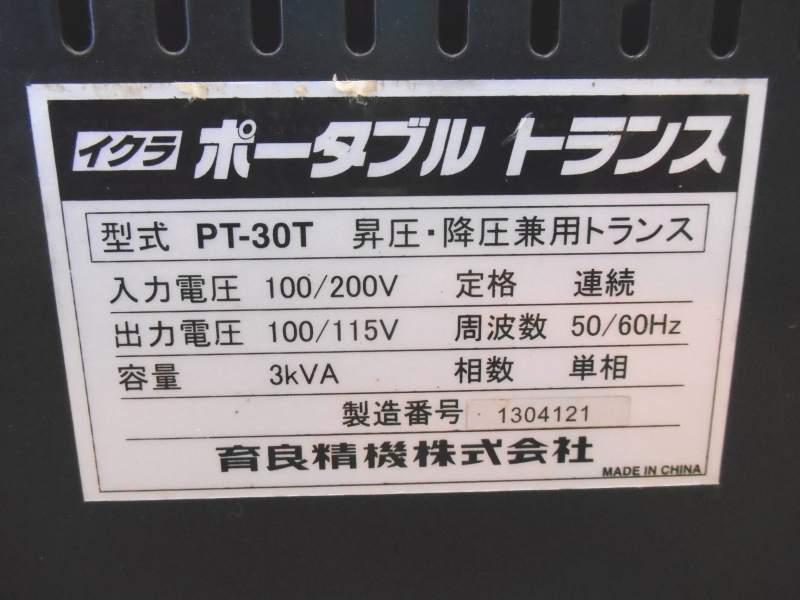 イクラ ポータブル トランス
型式 PT-30T 昇圧・降圧兼用トランス
入力電圧 100/200V 定格 連続
出力電圧 100/115V 周波数 50/60Hz
容量 3kVA 相数 単相
製造番号 1304121
育良精機株式会社
MADE IN CHINA